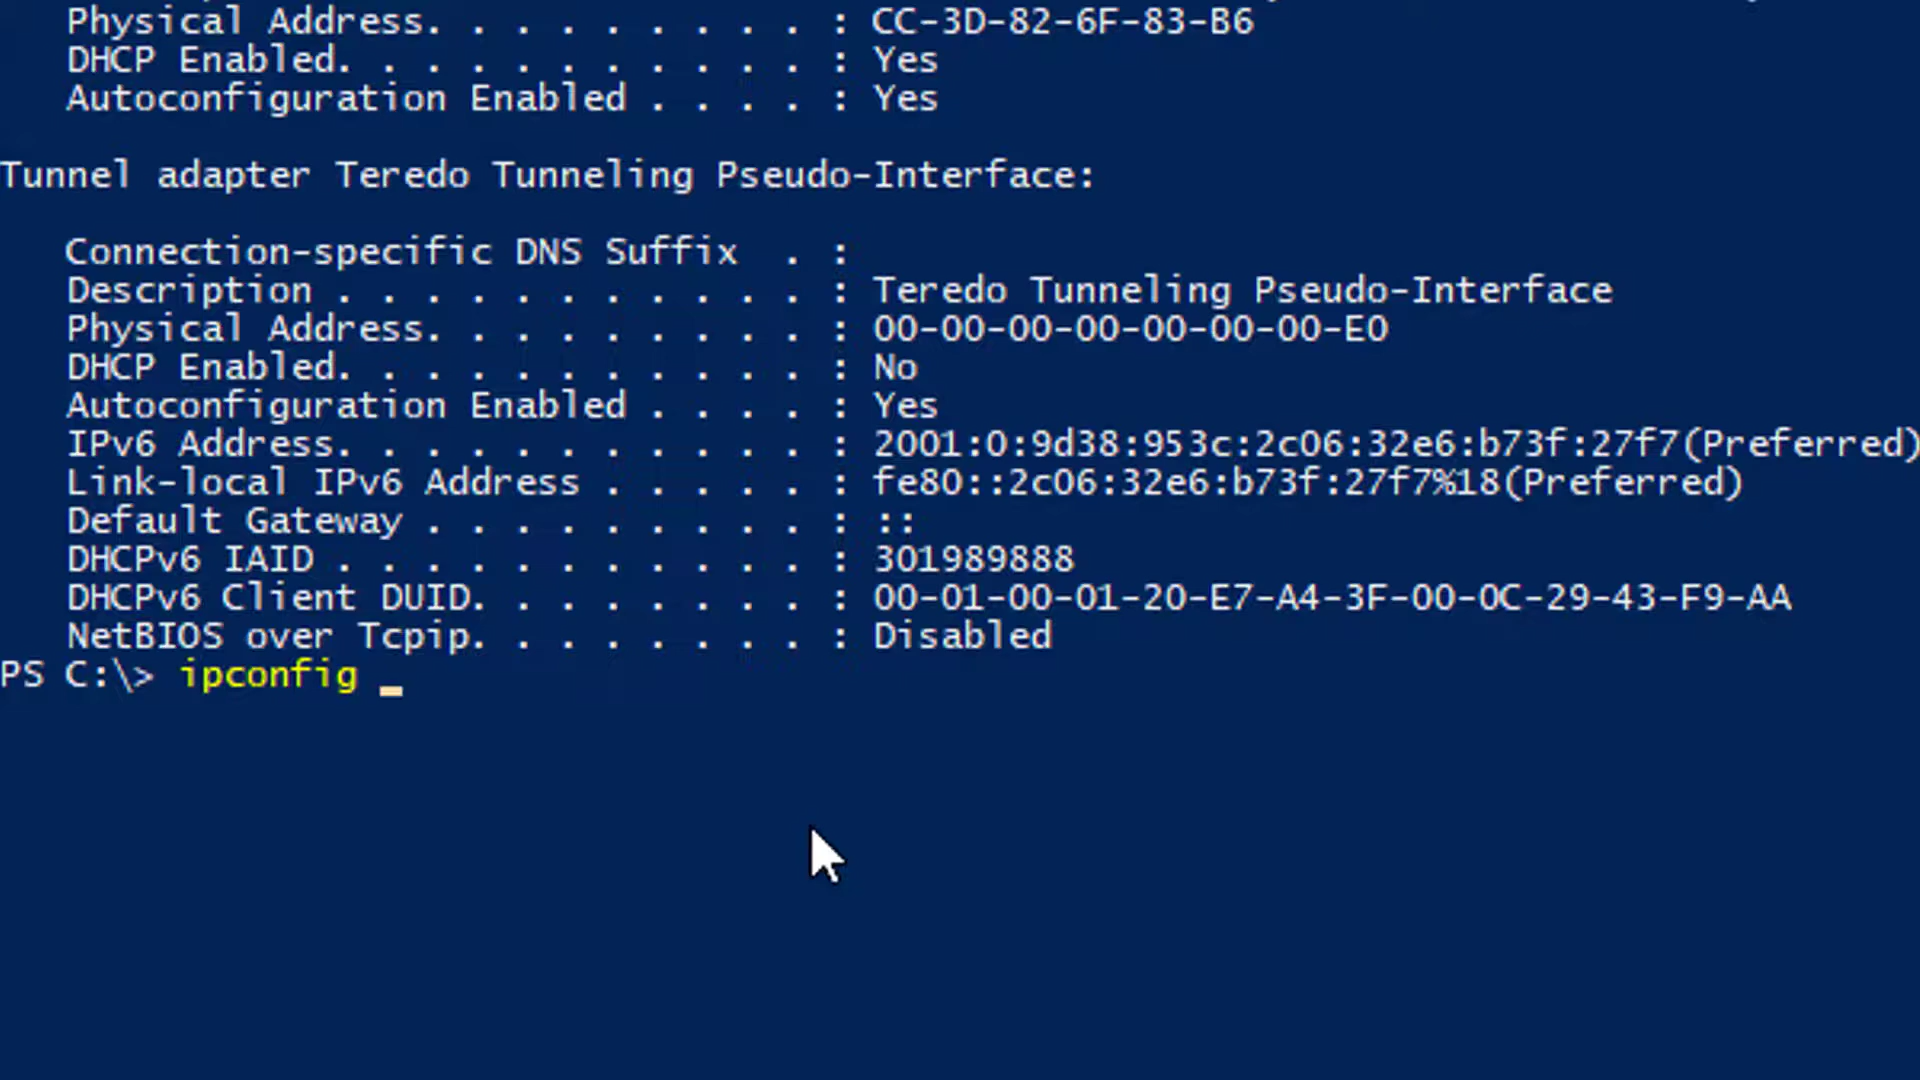 Physical Address. . . . . . . . . : CC-3D-82-6F-83-B6
DHCP Enabled. . . . . . . . . . . : Yes
Autoconfiguration Enabled . . . . : Yes
Tunnel adapter Teredo Tunneling Pseudo-Interface:
Connection-specific DNS Suffix  . :
Description . . . . . . . . . . . : Teredo Tunneling Pseudo-Interface
Physical Address. . . . . . . . . : 00-00-00-00-00-00-00-E0
DHCP Enabled. . . . . . . . . . . : No
Autoconfiguration Enabled . . . . : Yes
IPv6 Address. . . . . . . . . . . : 2001:0:9d38:953c:2c06:32e6:b73f:27f7(Preferred)
Link-local IPv6 Address . . . . . : fe80::2c06:32e6:b73f:27f7%18(Preferred)
Default Gateway . . . . . . . . . : ::
DHCPv6 IAID . . . . . . . . . . . : 301989888
DHCPv6 Client DUID. . . . . . . . : 00-01-00-01-20-E7-A4-3F-00-0C-29-43-F9-AA
NetBIOS over Tcpip. . . . . . . . : Disabled
PS C:\> ipconfig _